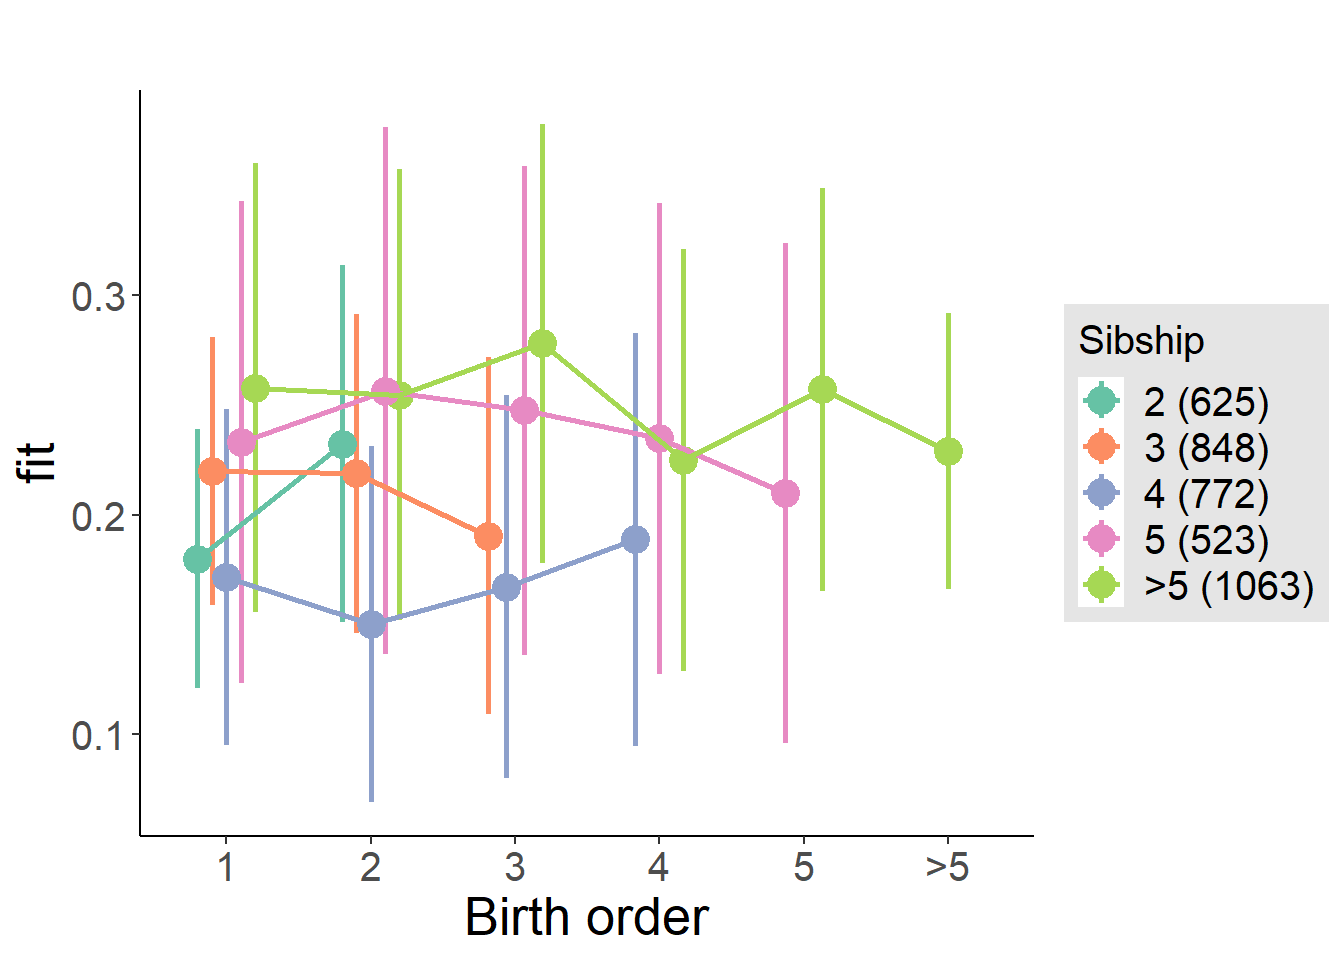 fit
0.3
0.2
0.1
1 2 3 4 5 >5
Birth order
Sibship
2 (625)
3 (848)
4 (772)
5 (523)
>5 (1063)